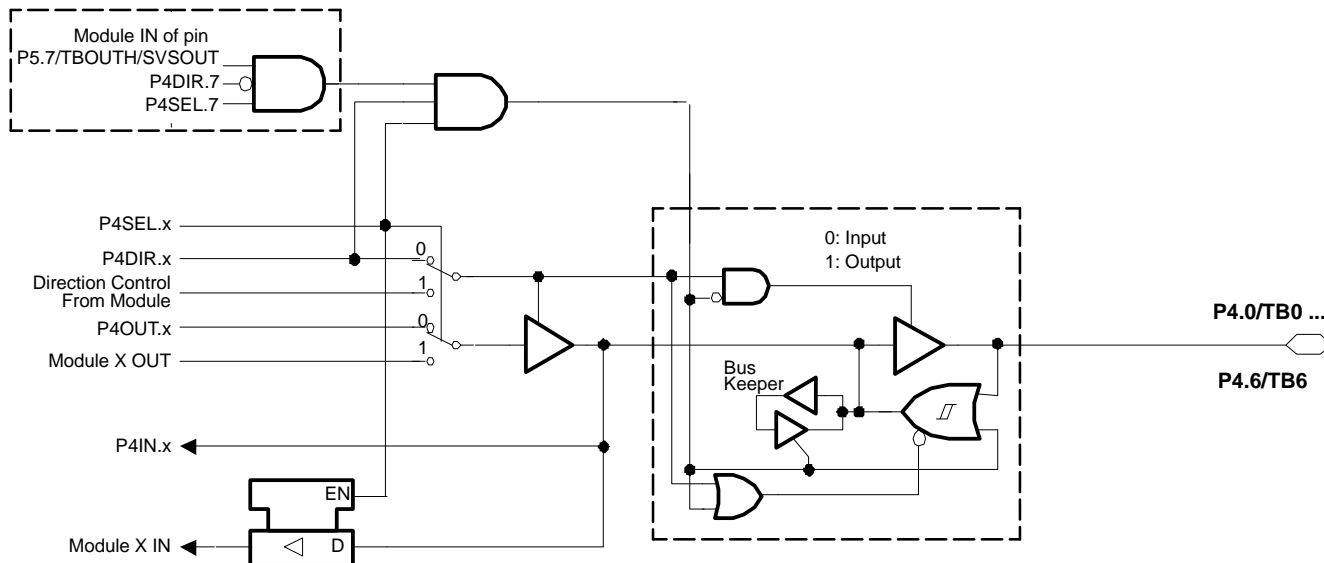 Module IN of pin
P5.7/TBOUTH/SVSOUT
P4DIR.7
P4SEL.7
P4SEL.x
P4DIR.x
0
Direction Control
From Module
1
P4OUT.x
0
Module X OUT
1
0: Input
1: Output
P4.0/TB0 ...
P4.6/TB6
Bus
Keeper
P4IN.x
EN
Module X IN
D